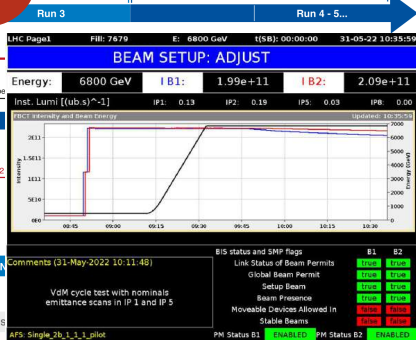 Run 3
Run 4 - 5...
LHC Page1 Fill: 7679 E: 6800 GeV t(SB): 00:00:00 31-05-22 10:35:59
BEAM SETUP: ADJUST
Energy: 6800 GeV I B1: 1.99e+11 I B2: 2.09e+11
Inst. Lumi [(ub.s)^-1] IP1: 0.13 IP2: 0.19 IP5: 0.03 IP8: 0.00
FBCT Intensity and Beam Energy Updated: 10:35:59
Intensity
2E11
1.5E11
1E11
5E10
0E0
7000
6000
5000
4000
3000
2000
1000
0
Energy (GeV)
08:45 09:00 09:15 09:30 09:45 10:00 10:15 10:30
Comments (31-May-2022 10:11:48)
VdM cycle test with nominals
emittance scans in IP 1 and IP 5
BIS status and SMP flags B1 B2
Link Status of Beam Permits true true
Global Beam Permit true true
Setup Beam true true
Beam Presence true true
Moveable Devices Allowed In false false
Stable Beams false false
AFS: Single_2b_1_1_1_pilot PM Status B1 ENABLED PM Status B2 ENABLED